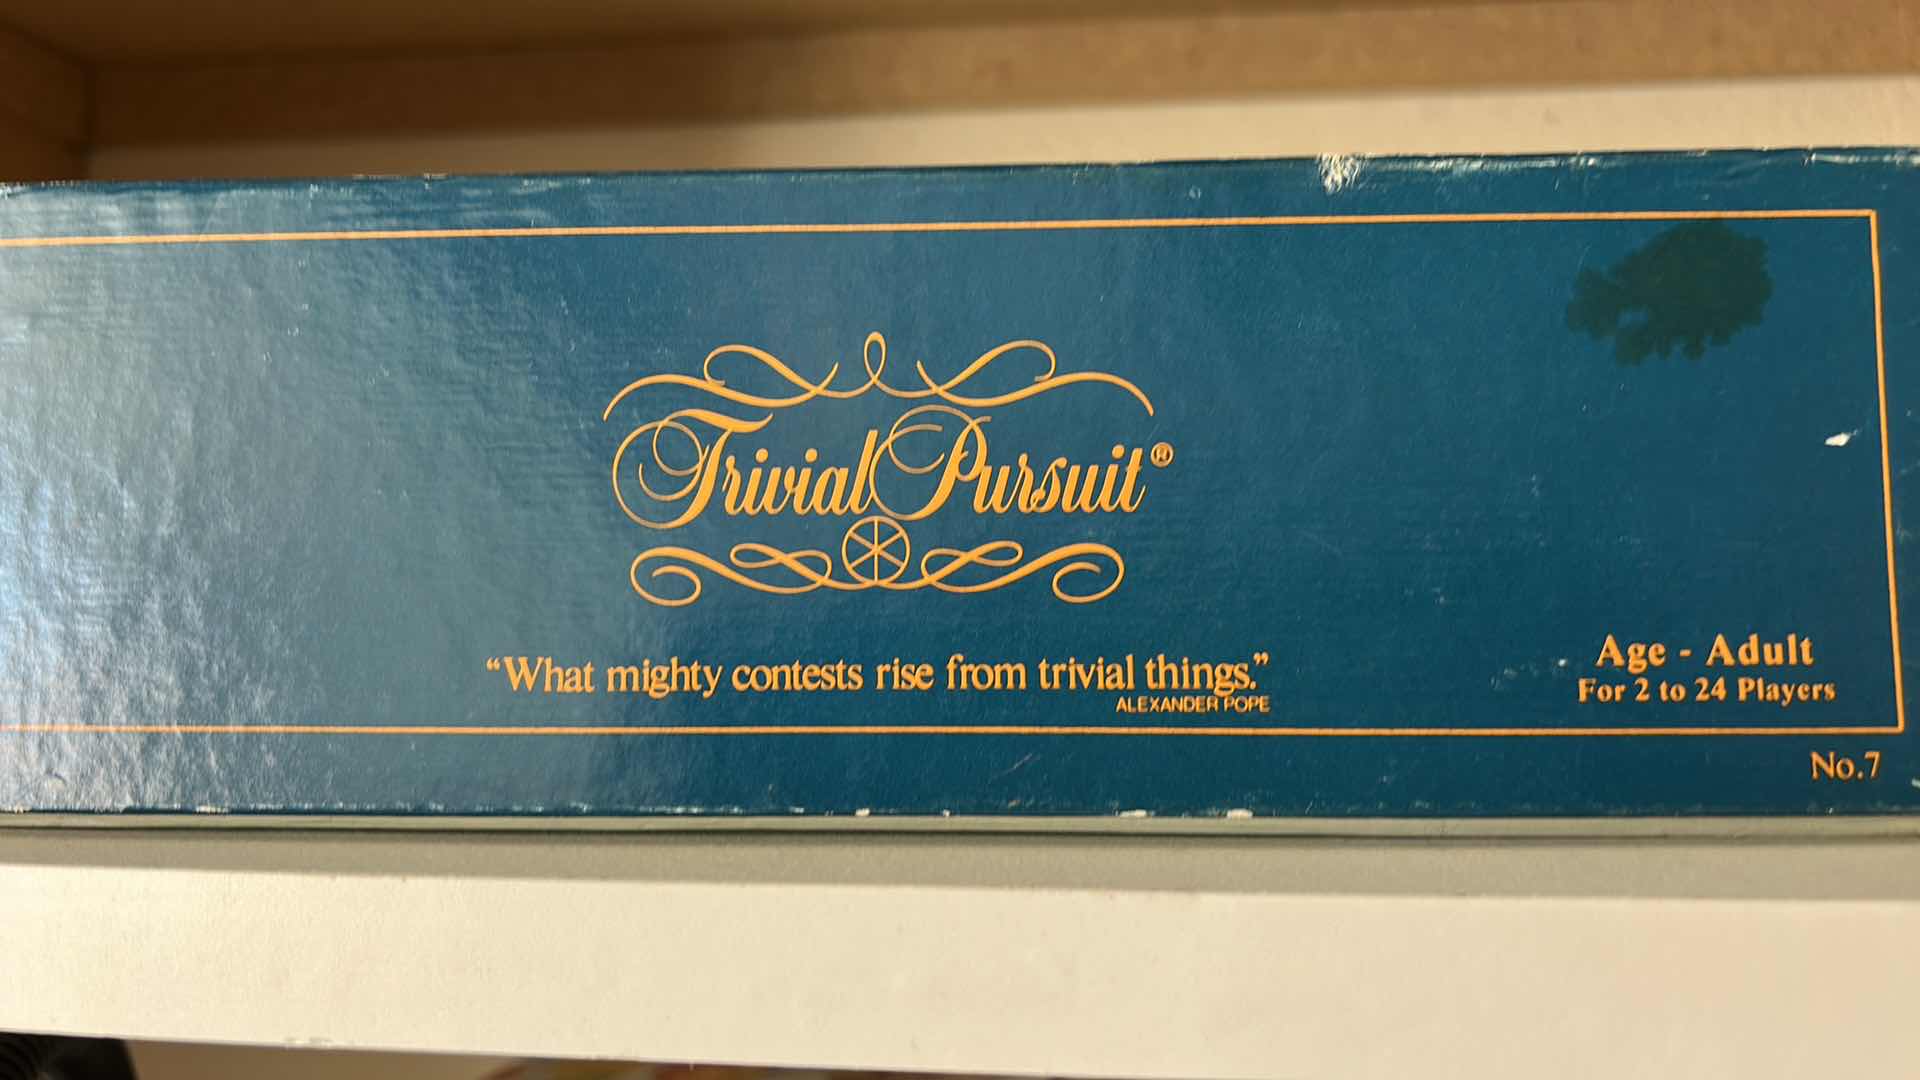 Trivial Pursuit®
“What mighty contests rise from trivial things.”
ALEXANDER POPE
Age - Adult
For 2 to 24 Players
No.7